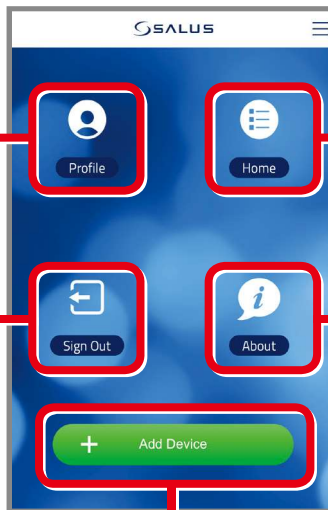 SALUS
Profile
Home
Sign Out
About
+ Add Device